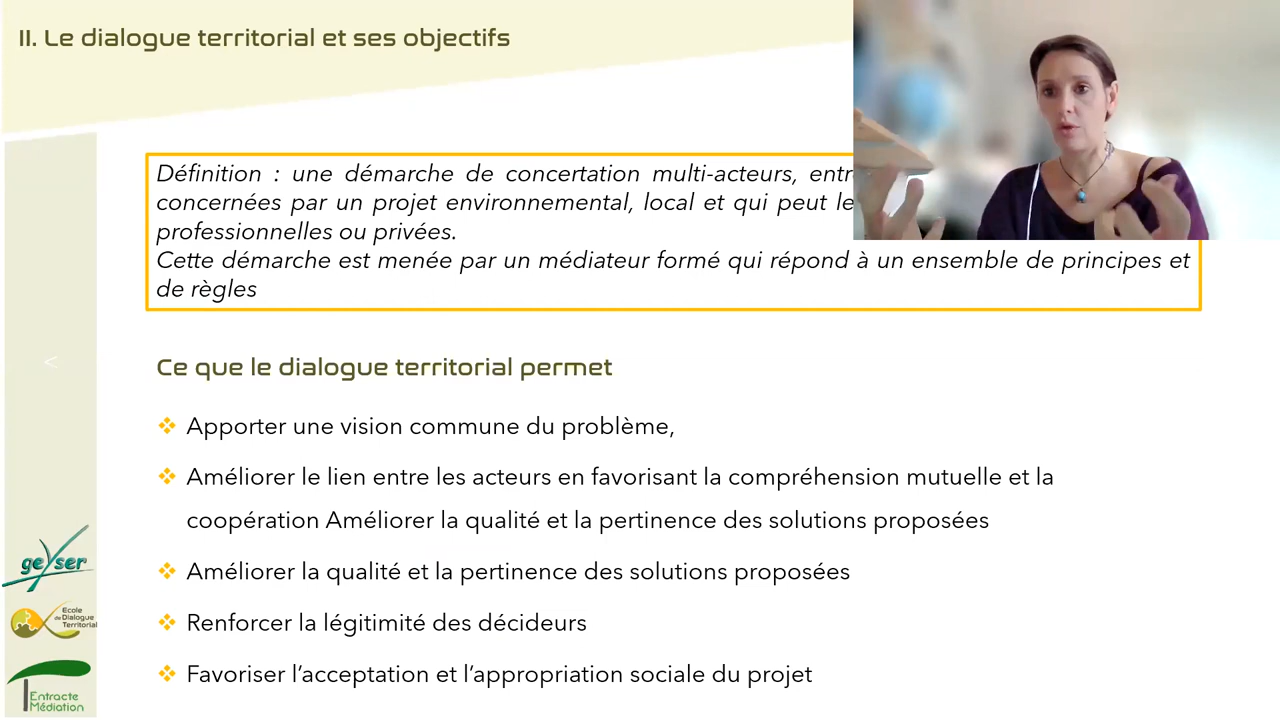 II. Le dialogue territorial et ses objectifs
Définition : une démarche de concertation multi-acteurs,
concernées par un projet environnemental, local et qui peut
professionnelles ou privées.
Cette démarche est menée par un médiateur formé qui répond à un ensemble de principes et
de règles
Ce que le dialogue territorial permet
❖ Apporter une vision commune du problème,
❖ Améliorer le lien entre les acteurs en favorisant la compréhension mutuelle et la
coopération Améliorer la qualité et la pertinence des solutions proposées
❖ Améliorer la qualité et la pertinence des solutions proposées
❖ Renforcer la légitimité des décideurs
❖ Favoriser l'acceptation et l'appropriation sociale du projet
geyser
Ecole
de Dialogue
Territorial
Entracte
Médiation